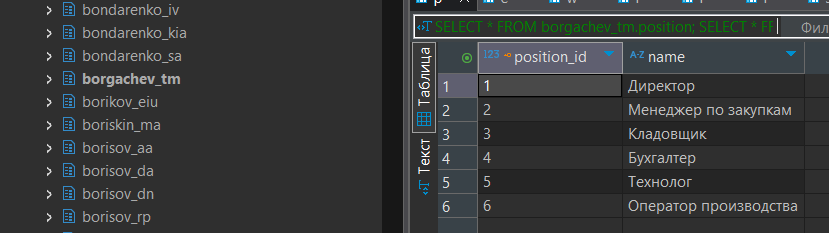 bondarenko_iv
bondarenko_kia
bondarenko_sa
borgachev_tm
borikov_eiu
boriskin_ma
borisov_aa
borisov_da
borisov_dn
borisov_rp
SELECT * FROM borgachev_tm.position; SELECT * FF
Фил
Таблица
Текст
123 position_id A-Z name
1 1 Директор
2 2 Менеджер по закупкам
3 3 Кладовщик
4 4 Бухгалтер
5 5 Технолог
6 6 Оператор производства